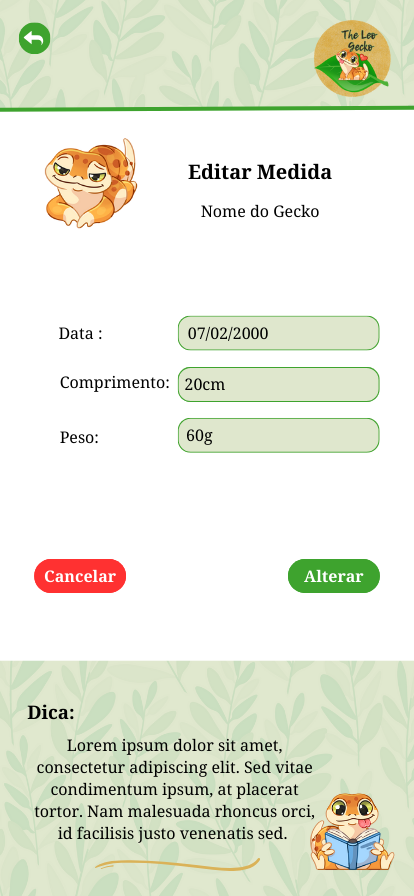 The Leo
Gecko
Editar Medida
Nome do Gecko
Data :
07/02/2000
Comprimento:
20cm
Peso:
60g
Cancelar
Alterar
Dica:
Lorem ipsum dolor sit amet,
consectetur adipiscing elit. Sed vitae
condimentum ipsum, at placerat
tortor. Nam malesuada rhoncus orci,
id facilisis justo venenatis sed.